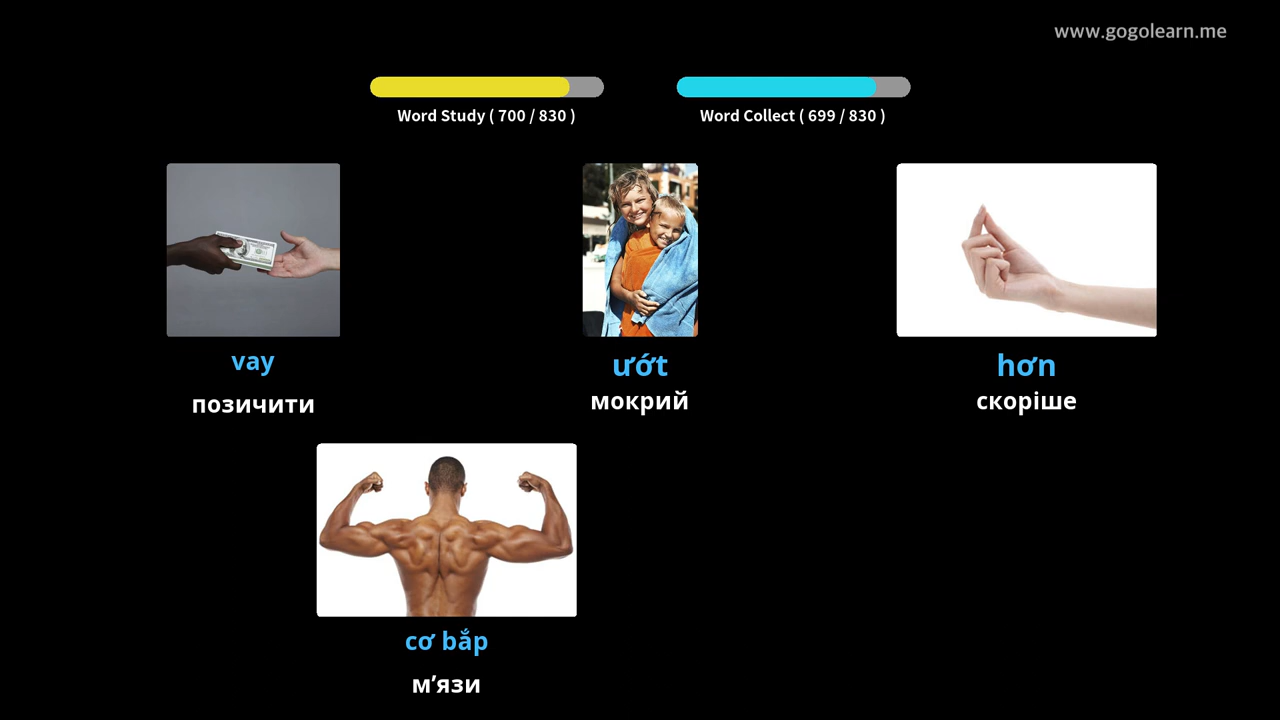 www.gogolearn.me
Word Study ( 700 / 830 )
Word Collect ( 699 / 830 )
vay
ướt
hơn
позичити
мокрий
скоріше
cơ bắp
м’язи